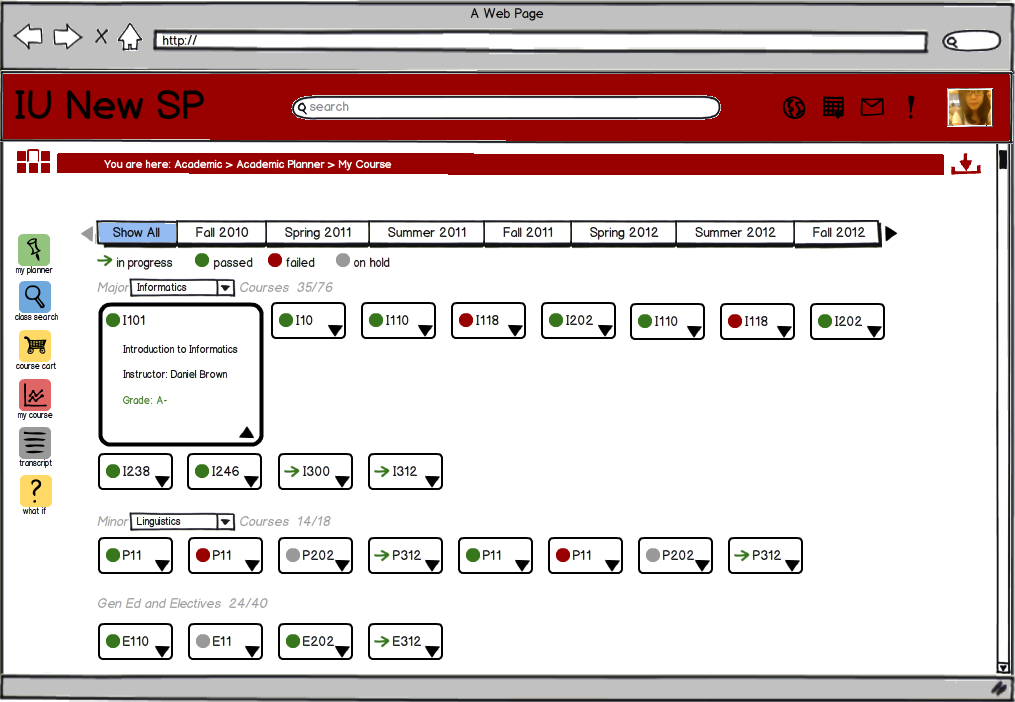 A Web Page
http://
IU New SP
search
You are here: Academic > Academic Planner > My Course
Show All Fall 2010 Spring 2011 Summer 2011 Fall 2011 Spring 2012 Summer 2012 Fall 2012
in progress passed failed on hold
my planner
class search
course cart
my course
transcript
what if
Major Informatics Courses 35/76
I101
Introduction to Informatics
Instructor: Daniel Brown
Grade: A-
I10 I110 I118 I202 I110 I118 I202
I238 I246 I300 I312
Minor Linguistics Courses 14/18
P11 P11 P202 P312 P11 P11 P202 P312
Gen Ed and Electives 24/40
E110 E11 E202 E312